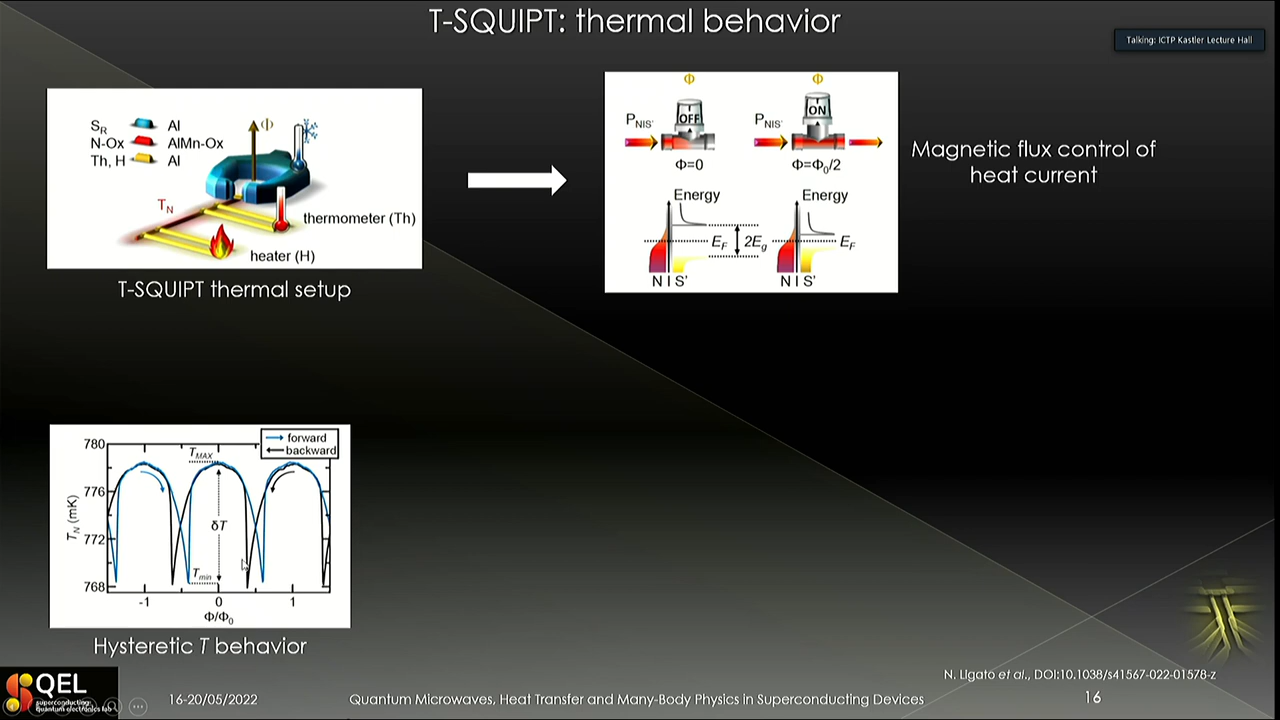 T-SQUIPT: thermal behavior
Talking: ICTP Kastler Lecture Hall
S_R Al
N-Ox AlMn-Ox
Th, H Al
Φ
T_N
thermometer (Th)
heater (H)
T-SQUIPT thermal setup
Φ Φ
P_NIS' OFF P_NIS' ON
Φ=0 Φ=Φ₀/2
Energy Energy
E_F 2E_g E_F
N I S' N I S'
Magnetic flux control of
heat current
forward
backward
780
776
772
768
T_N (mK)
T_MAX
δT
T_min
-1 0 1
Φ/Φ₀
Hysteretic T behavior
QEL
superconducting
quantum electronics lab
16-20/05/2022
Quantum Microwaves, Heat Transfer and Many-Body Physics in Superconducting Devices
N. LIgato et al., DOI:10.1038/s41567-022-01578-z
16